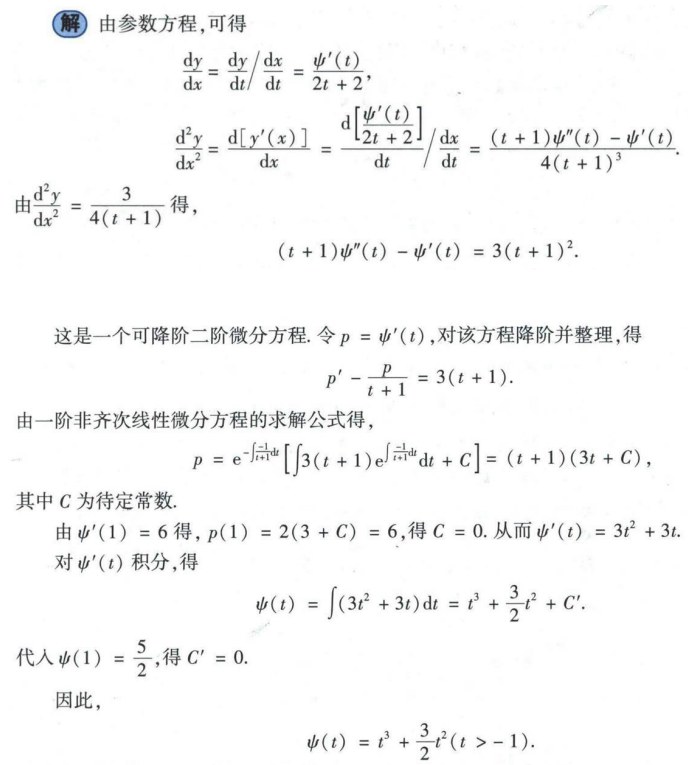 解 由参数方程,可得
dy/dx = dy/dt / dx/dt = ψ′(t)/(2t + 2),
d²y/dx² = d[y′(x)]/dx = d[ψ′(t)/(2t + 2)]/dt / dx/dt = ((t + 1)ψ″(t) − ψ′(t))/(4(t + 1)³).
由 d²y/dx² = 3/(4(t + 1)) 得,
(t + 1)ψ″(t) − ψ′(t) = 3(t + 1)².
这是一个可降阶二阶微分方程. 令 p = ψ′(t),对该方程降阶并整理,得
p′ − p/(t + 1) = 3(t + 1).
由一阶非齐次线性微分方程的求解公式得,
p = e^(−∫(−1/(t+1))dt) [∫3(t + 1)e^(∫(−1/(t+1))dt) dt + C] = (t + 1)(3t + C),
其中 C 为待定常数.
由 ψ′(1) = 6 得, p(1) = 2(3 + C) = 6,得 C = 0. 从而 ψ′(t) = 3t² + 3t.
对 ψ′(t) 积分,得
ψ(t) = ∫(3t² + 3t)dt = t³ + 3/2 t² + C′.
代入 ψ(1) = 5/2,得 C′ = 0.
因此,
ψ(t) = t³ + 3/2 t²(t > − 1).